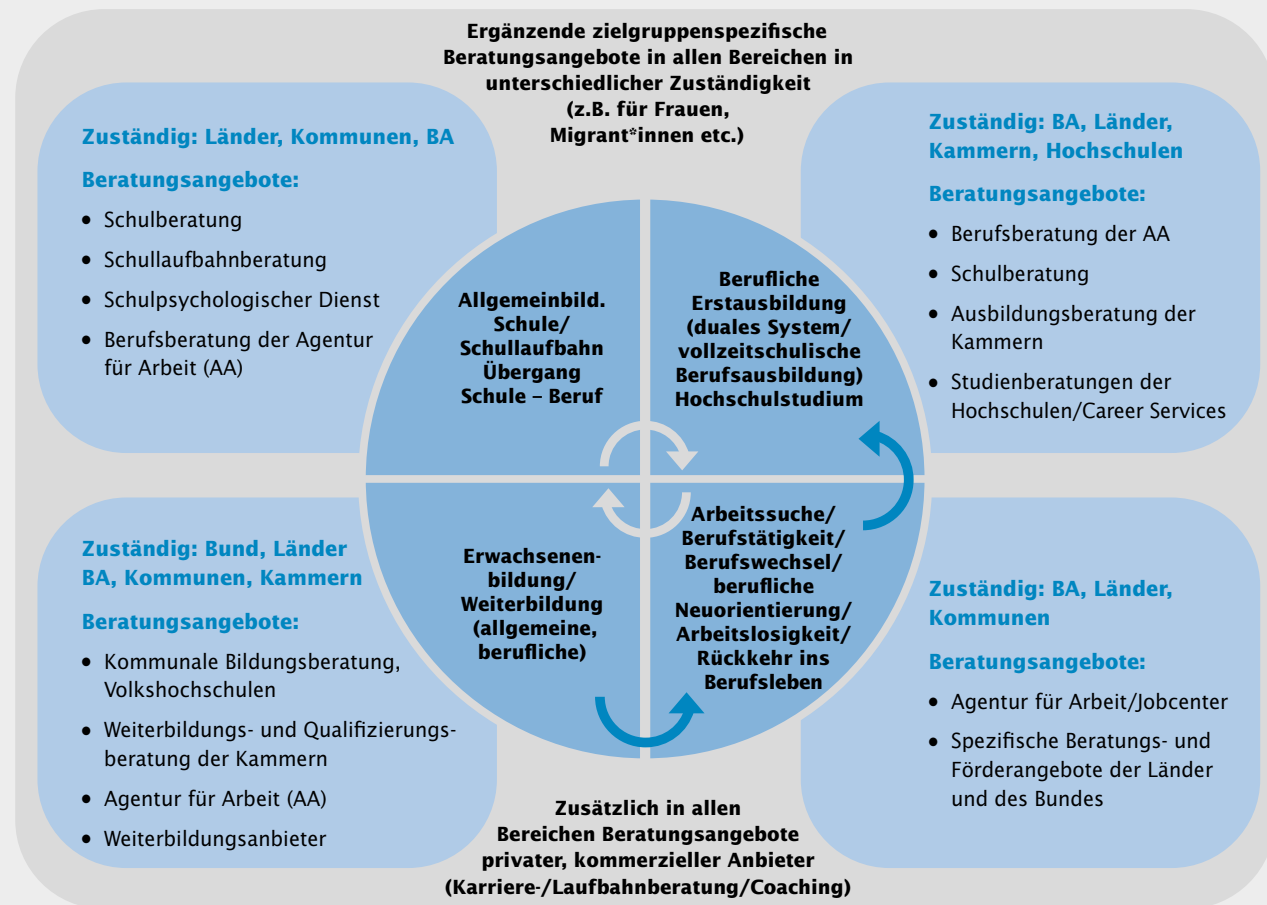 Ergänzende zielgruppenspezifische
Beratungsangebote in allen Bereichen in
unterschiedlicher Zuständigkeit
(z.B. für Frauen,
Migrant*innen etc.)
Zuständig: Länder, Kommunen, BA
Beratungsangebote:
• Schulberatung
• Schullaufbahnberatung
• Schulpsychologischer Dienst
• Berufsberatung der Agentur
für Arbeit (AA)
Zuständig: BA, Länder,
Kammern, Hochschulen
Beratungsangebote:
• Berufsberatung der AA
• Schulberatung
• Ausbildungsberatung der
Kammern
• Studienberatungen der
Hochschulen/Career Services
Allgemeinbild.
Schule/
Schullaufbahn
Übergang
Schule – Beruf
Berufliche
Erstausbildung
(duales System/
vollzeitschulische
Berufsausbildung)
Hochschulstudium
Erwachsenen-
bildung/
Weiterbildung
(allgemeine,
berufliche)
Arbeitssuche/
Berufstätigkeit/
Berufswechsel/
berufliche
Neuorientierung/
Arbeitslosigkeit/
Rückkehr ins
Berufsleben
Zuständig: Bund, Länder
BA, Kommunen, Kammern
Beratungsangebote:
• Kommunale Bildungsberatung,
Volkshochschulen
• Weiterbildungs- und Qualifizierungs-
beratung der Kammern
• Agentur für Arbeit (AA)
• Weiterbildungsanbieter
Zuständig: BA, Länder,
Kommunen
Beratungsangebote:
• Agentur für Arbeit/Jobcenter
• Spezifische Beratungs- und
Förderangebote der Länder
und des Bundes
Zusätzlich in allen
Bereichen Beratungsangebote
privater, kommerzieller Anbieter
(Karriere-/Laufbahnberatung/Coaching)